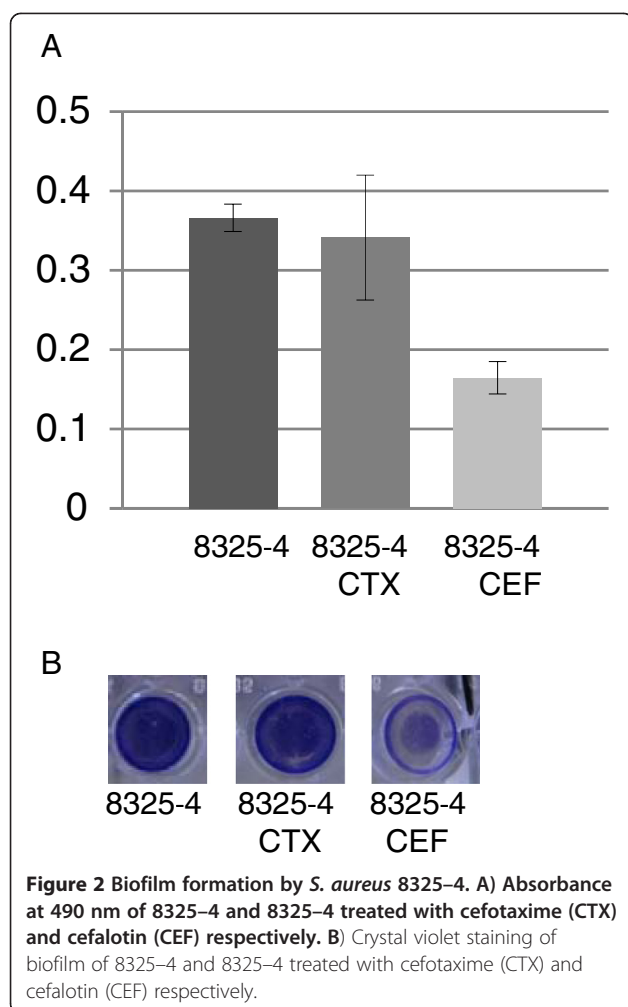 A
0.5
0.4
0.3
0.2
0.1
0
8325-4 8325-4 8325-4
CTX CEF
B
8325-4 8325-4 8325-4
CTX CEF
Figure 2 Biofilm formation by S. aureus 8325–4. A) Absorbance
at 490 nm of 8325–4 and 8325–4 treated with cefotaxime (CTX)
and cefalotin (CEF) respectively. B) Crystal violet staining of
biofilm of 8325–4 and 8325–4 treated with cefotaxime (CTX) and
cefalotin (CEF) respectively.